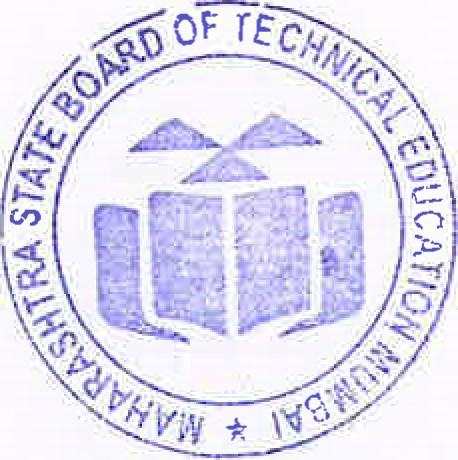 MAHARASHTRA STATE BOARD OF TECHNICAL EDUCATION MUMBAI